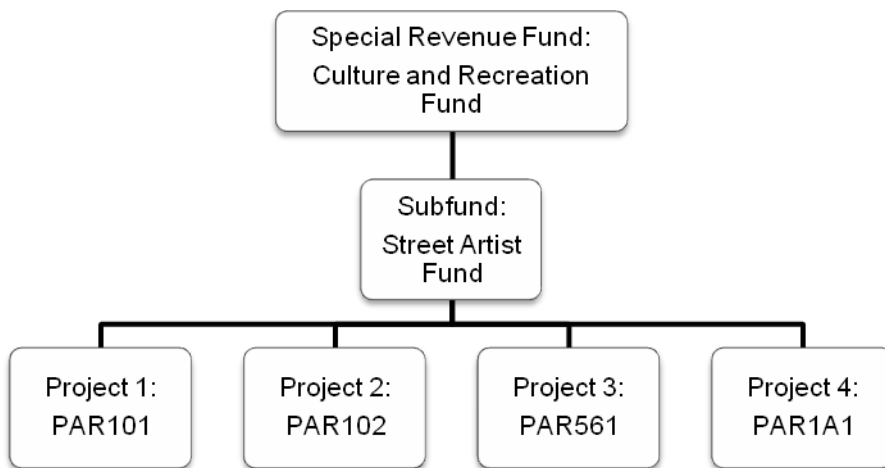 Special Revenue Fund:
Culture and Recreation
Fund
Subfund:
Street Artist
Fund
Project 1:
PAR101
Project 2:
PAR102
Project 3:
PAR561
Project 4:
PAR1A1